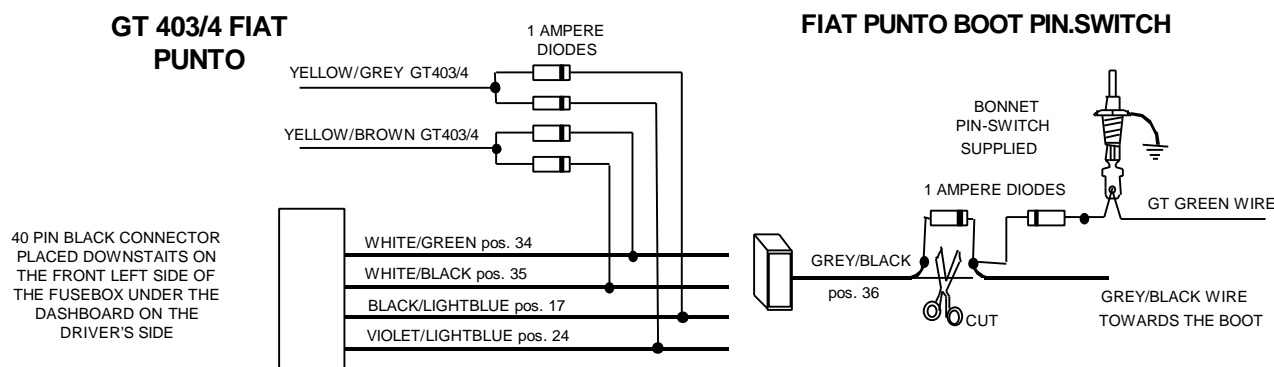 GT 403/4 FIAT
PUNTO
1 AMPERE
DIODES
YELLOW/GREY GT403/4
YELLOW/BROWN GT403/4
40 PIN BLACK CONNECTOR
PLACED DOWNSTAITS ON
THE FRONT LEFT SIDE OF
THE FUSEBOX UNDER THE
DASHBOARD ON THE
DRIVER'S SIDE
WHITE/GREEN pos. 34
WHITE/BLACK pos. 35
BLACK/LIGHTBLUE pos. 17
VIOLET/LIGHTBLUE pos. 24
FIAT PUNTO BOOT PIN.SWITCH
BONNET
PIN-SWITCH
SUPPLIED
1 AMPERE DIODES
GT GREEN WIRE
GREY/BLACK
pos. 36
CUT
GREY/BLACK WIRE
TOWARDS THE BOOT